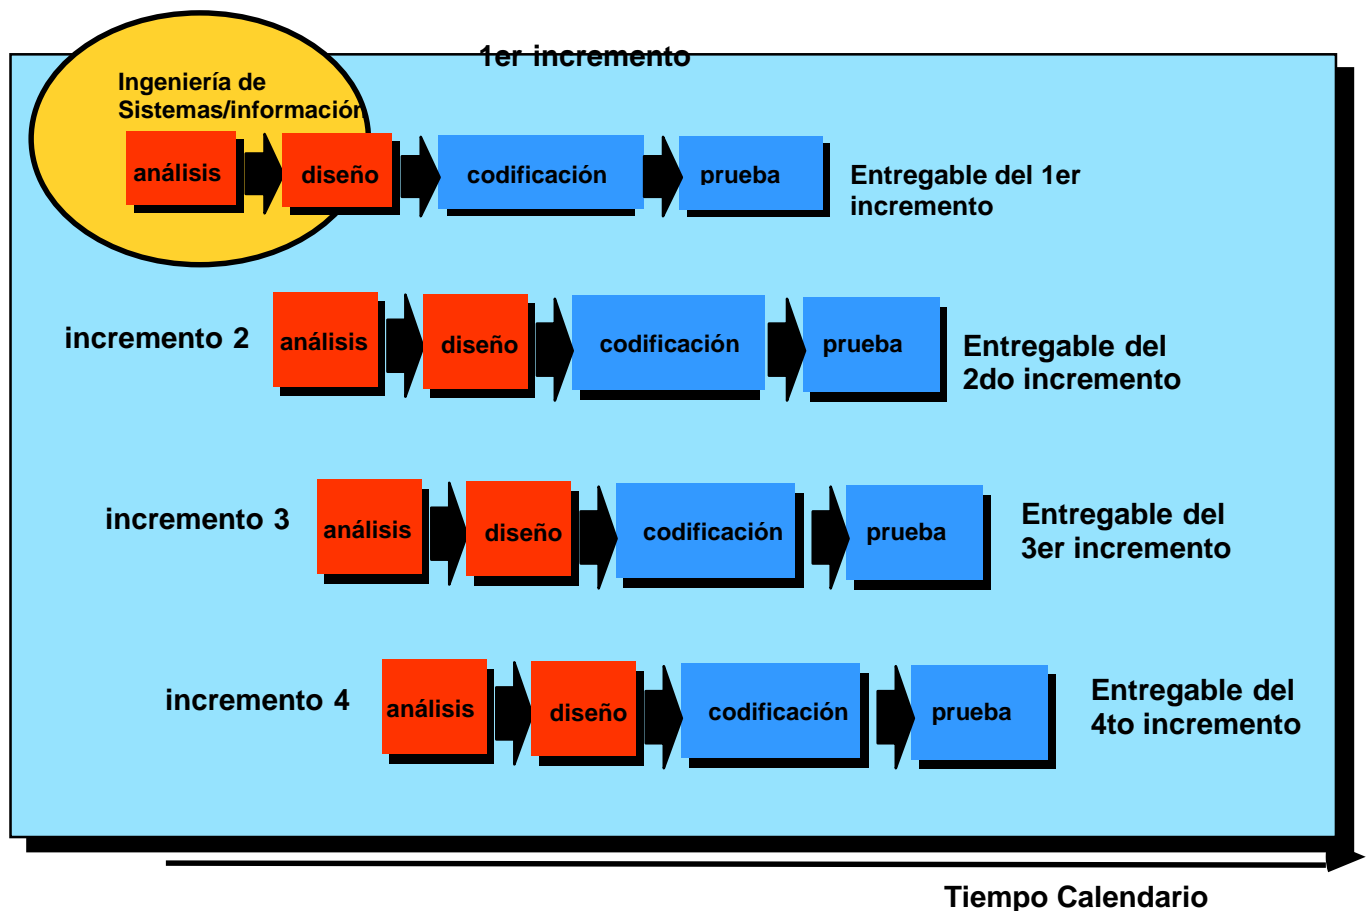 1er incremento
Ingeniería de
Sistemas/información
análisis
diseño
codificación
prueba
Entregable del 1er
incremento
incremento 2
análisis
diseño
codificación
prueba
Entregable del
2do incremento
incremento 3
análisis
diseño
codificación
prueba
Entregable del
3er incremento
incremento 4
análisis
diseño
codificación
prueba
Entregable del
4to incremento
Tiempo Calendario